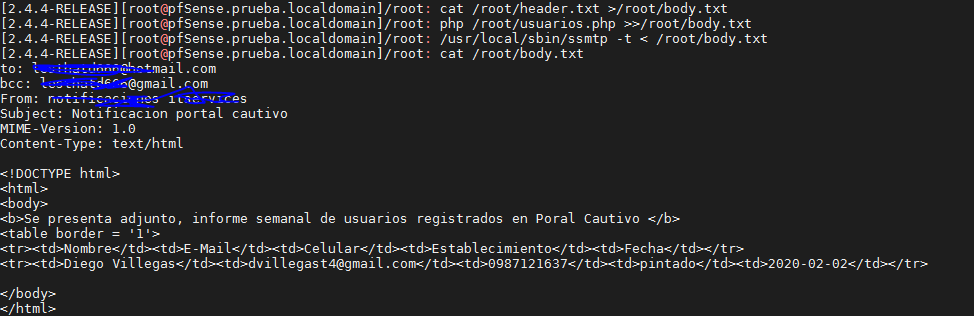 [2.4.4-RELEASE][root@pfSense.prueba.localdomain]/root: cat /root/header.txt >/root/body.txt
[2.4.4-RELEASE][root@pfSense.prueba.localdomain]/root: php /root/usuarios.php >>/root/body.txt
[2.4.4-RELEASE][root@pfSense.prueba.localdomain]/root: /usr/local/sbin/ssmtp -t < /root/body.txt
[2.4.4-RELEASE][root@pfSense.prueba.localdomain]/root: cat /root/body.txt
to: @hotmail.com
bcc: @gmail.com
From: notificaciones itservices
Subject: Notificacion portal cautivo
MIME-Version: 1.0
Content-Type: text/html
<!DOCTYPE html>
<html>
<body>
<b>Se presenta adjunto, informe semanal de usuarios registrados en Poral Cautivo </b>
<table border = '1'>
<tr><td>Nombre</td><td>E-Mail</td><td>Celular</td><td>Establecimiento</td><td>Fecha</td></tr>
<tr><td>Diego Villegas</td><td>dvillegast4@gmail.com</td><td>0987121637</td><td>pintado</td><td>2020-02-02</td></tr>
</body>
</html>